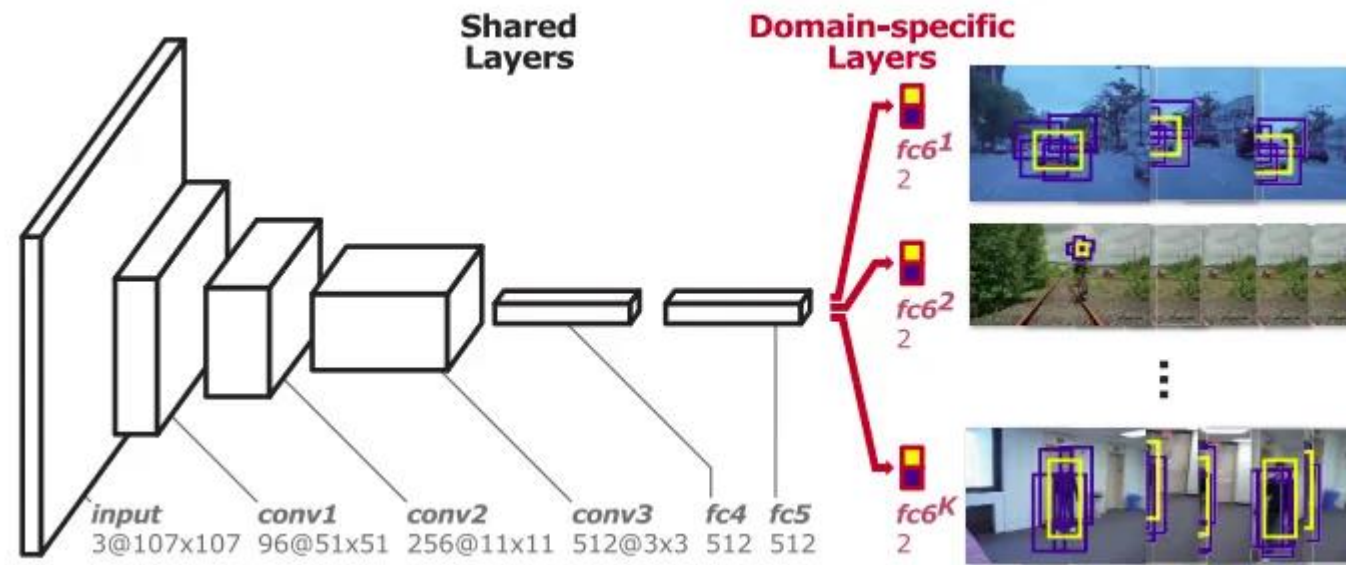 Shared
Layers
Domain-specific
Layers
fc6¹
2
fc6²
2
fc6ᴷ
2
input
3@107x107
conv1
96@51x51
conv2
256@11x11
conv3
512@3x3
fc4
512
fc5
512